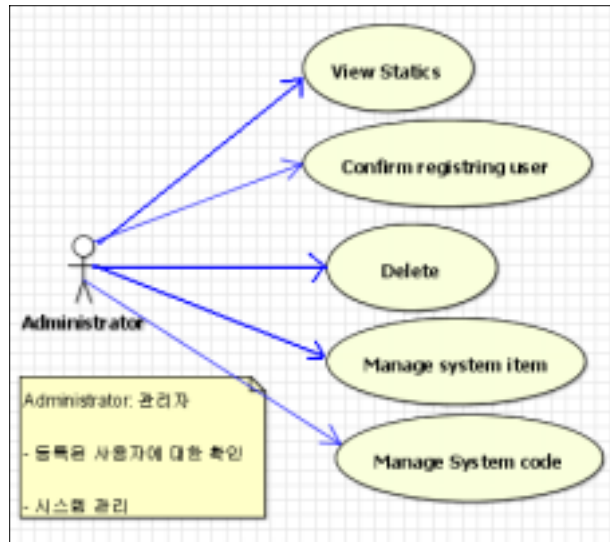 View Statics
Confirm registring user
Delete
Administrator
Manage system item
Administrator: 관리자
- 등록된 사용자에 대한 확인
- 시스템 관리
Manage System code